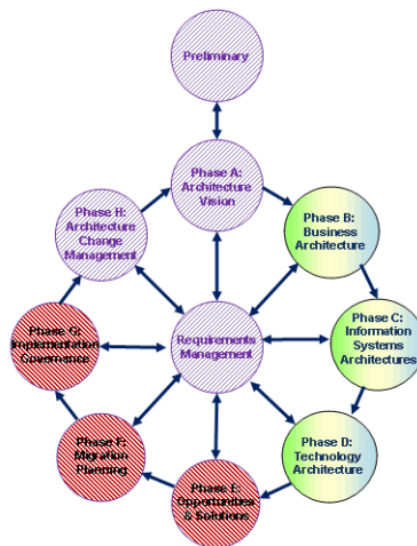 Preliminary
Phase A:
Architecture
Vision
Phase H:
Architecture
Change
Management
Phase B:
Business
Architecture
Phase G:
Implementation
Governance
Requirements
Management
Phase C:
Information
Systems
Architectures
Phase F:
Migration
Planning
Phase D:
Technology
Architecture
Phase E:
Opportunities
& Solutions